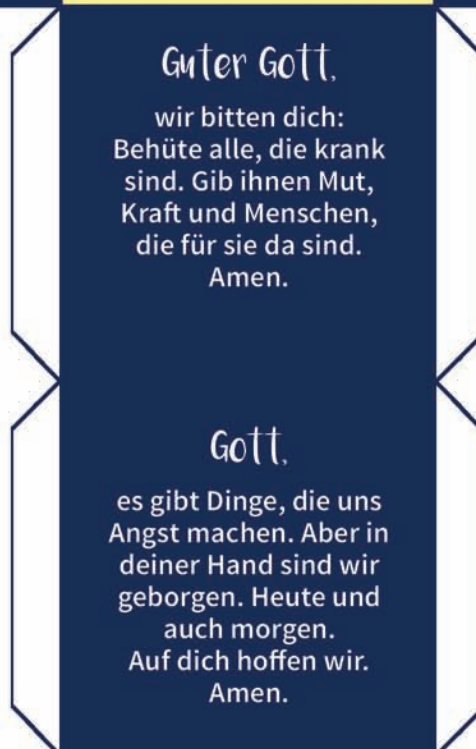 Guter Gott,
wir bitten dich:
Behüte alle, die krank
sind. Gib ihnen Mut,
Kraft und Menschen,
die für sie da sind.
Amen.
Gott,
es gibt Dinge, die uns
Angst machen. Aber in
deiner Hand sind wir
geborgen. Heute und
auch morgen.
Auf dich hoffen wir.
Amen.